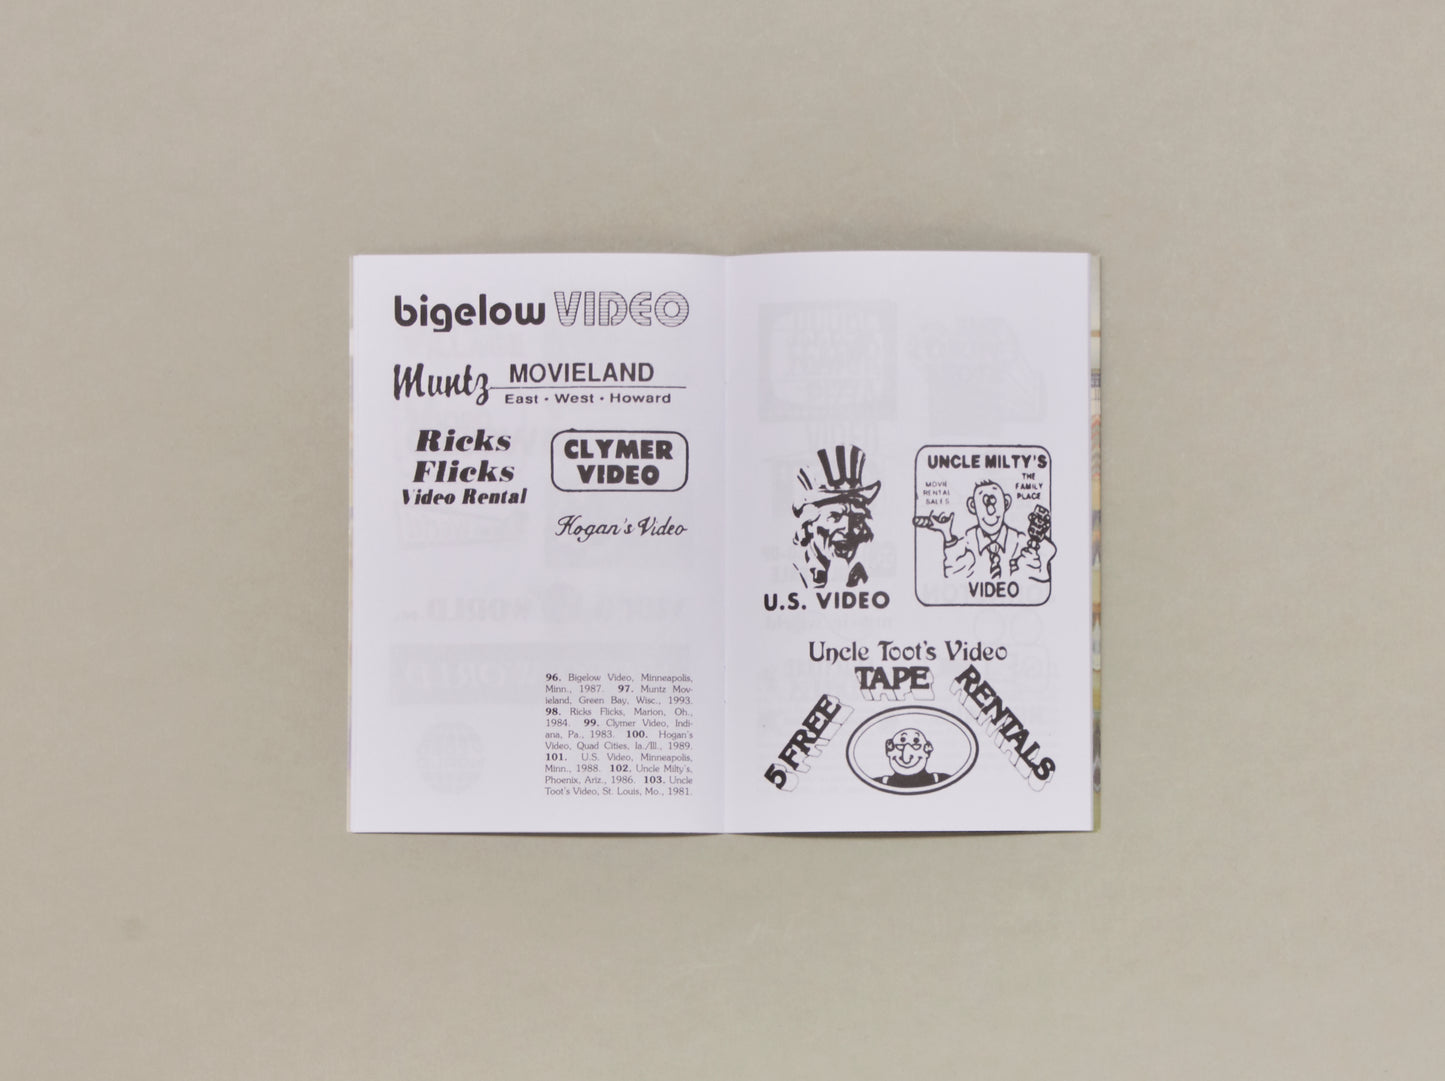 bigelow VIDEO
Muntz MOVIELAND
East • West • Howard
Ricks
Flicks
Video Rental
CLYMER
VIDEO
Hogan's Video
96. Bigelow Video, Minneapolis,
Minn., 1987. 97. Muntz Mov-
ieland, Green Bay, Wisc., 1993.
98. Ricks Flicks, Marion, Oh.,
1984. 99. Clymer Video, Indi-
ana, Pa., 1983. 100. Hogan's
Video, Quad Cities, Ia./Ill., 1989.
101. U.S. Video, Minneapolis,
Minn., 1988. 102. Uncle Milty's,
Phoenix, Ariz., 1986. 103. Uncle
Toot's Video, St. Louis, Mo., 1981.
U.S. VIDEO
UNCLE MILTY'S
THE
FAMILY
PLACE
MOVIE
RENTAL
SALES
VIDEO
Uncle Toot's Video
5 FREE TAPE RENTALS